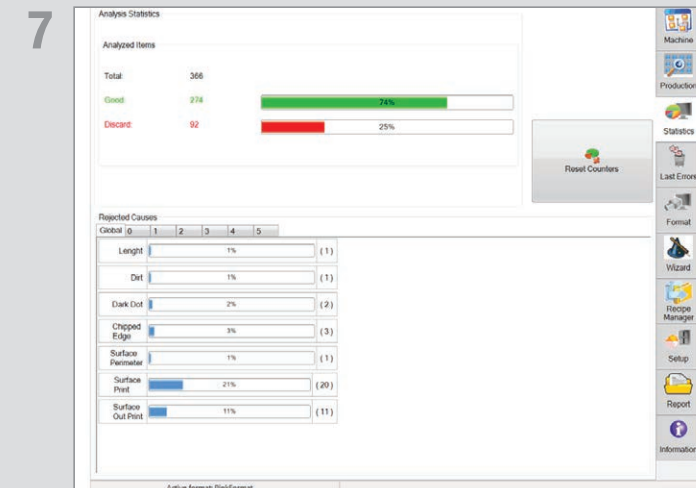 7
Analysis Statistics
Analyzed Items
Total: 366
Good: 274 74%
Discard: 92 25%
Reset Counters
Rejected Causes
Global 0 1 2 3 4 5
Lenght 1% (1)
Dirt 1% (1)
Dark Dot 2% (2)
Chipped
Edge 3% (3)
Surface
Perimeter 1% (1)
Surface
Print 21% (20)
Surface
Out Print 11% (11)
Machine
Production
Statistics
Last Errors
Format
Wizard
Recipe
Manager
Setup
Report
Information